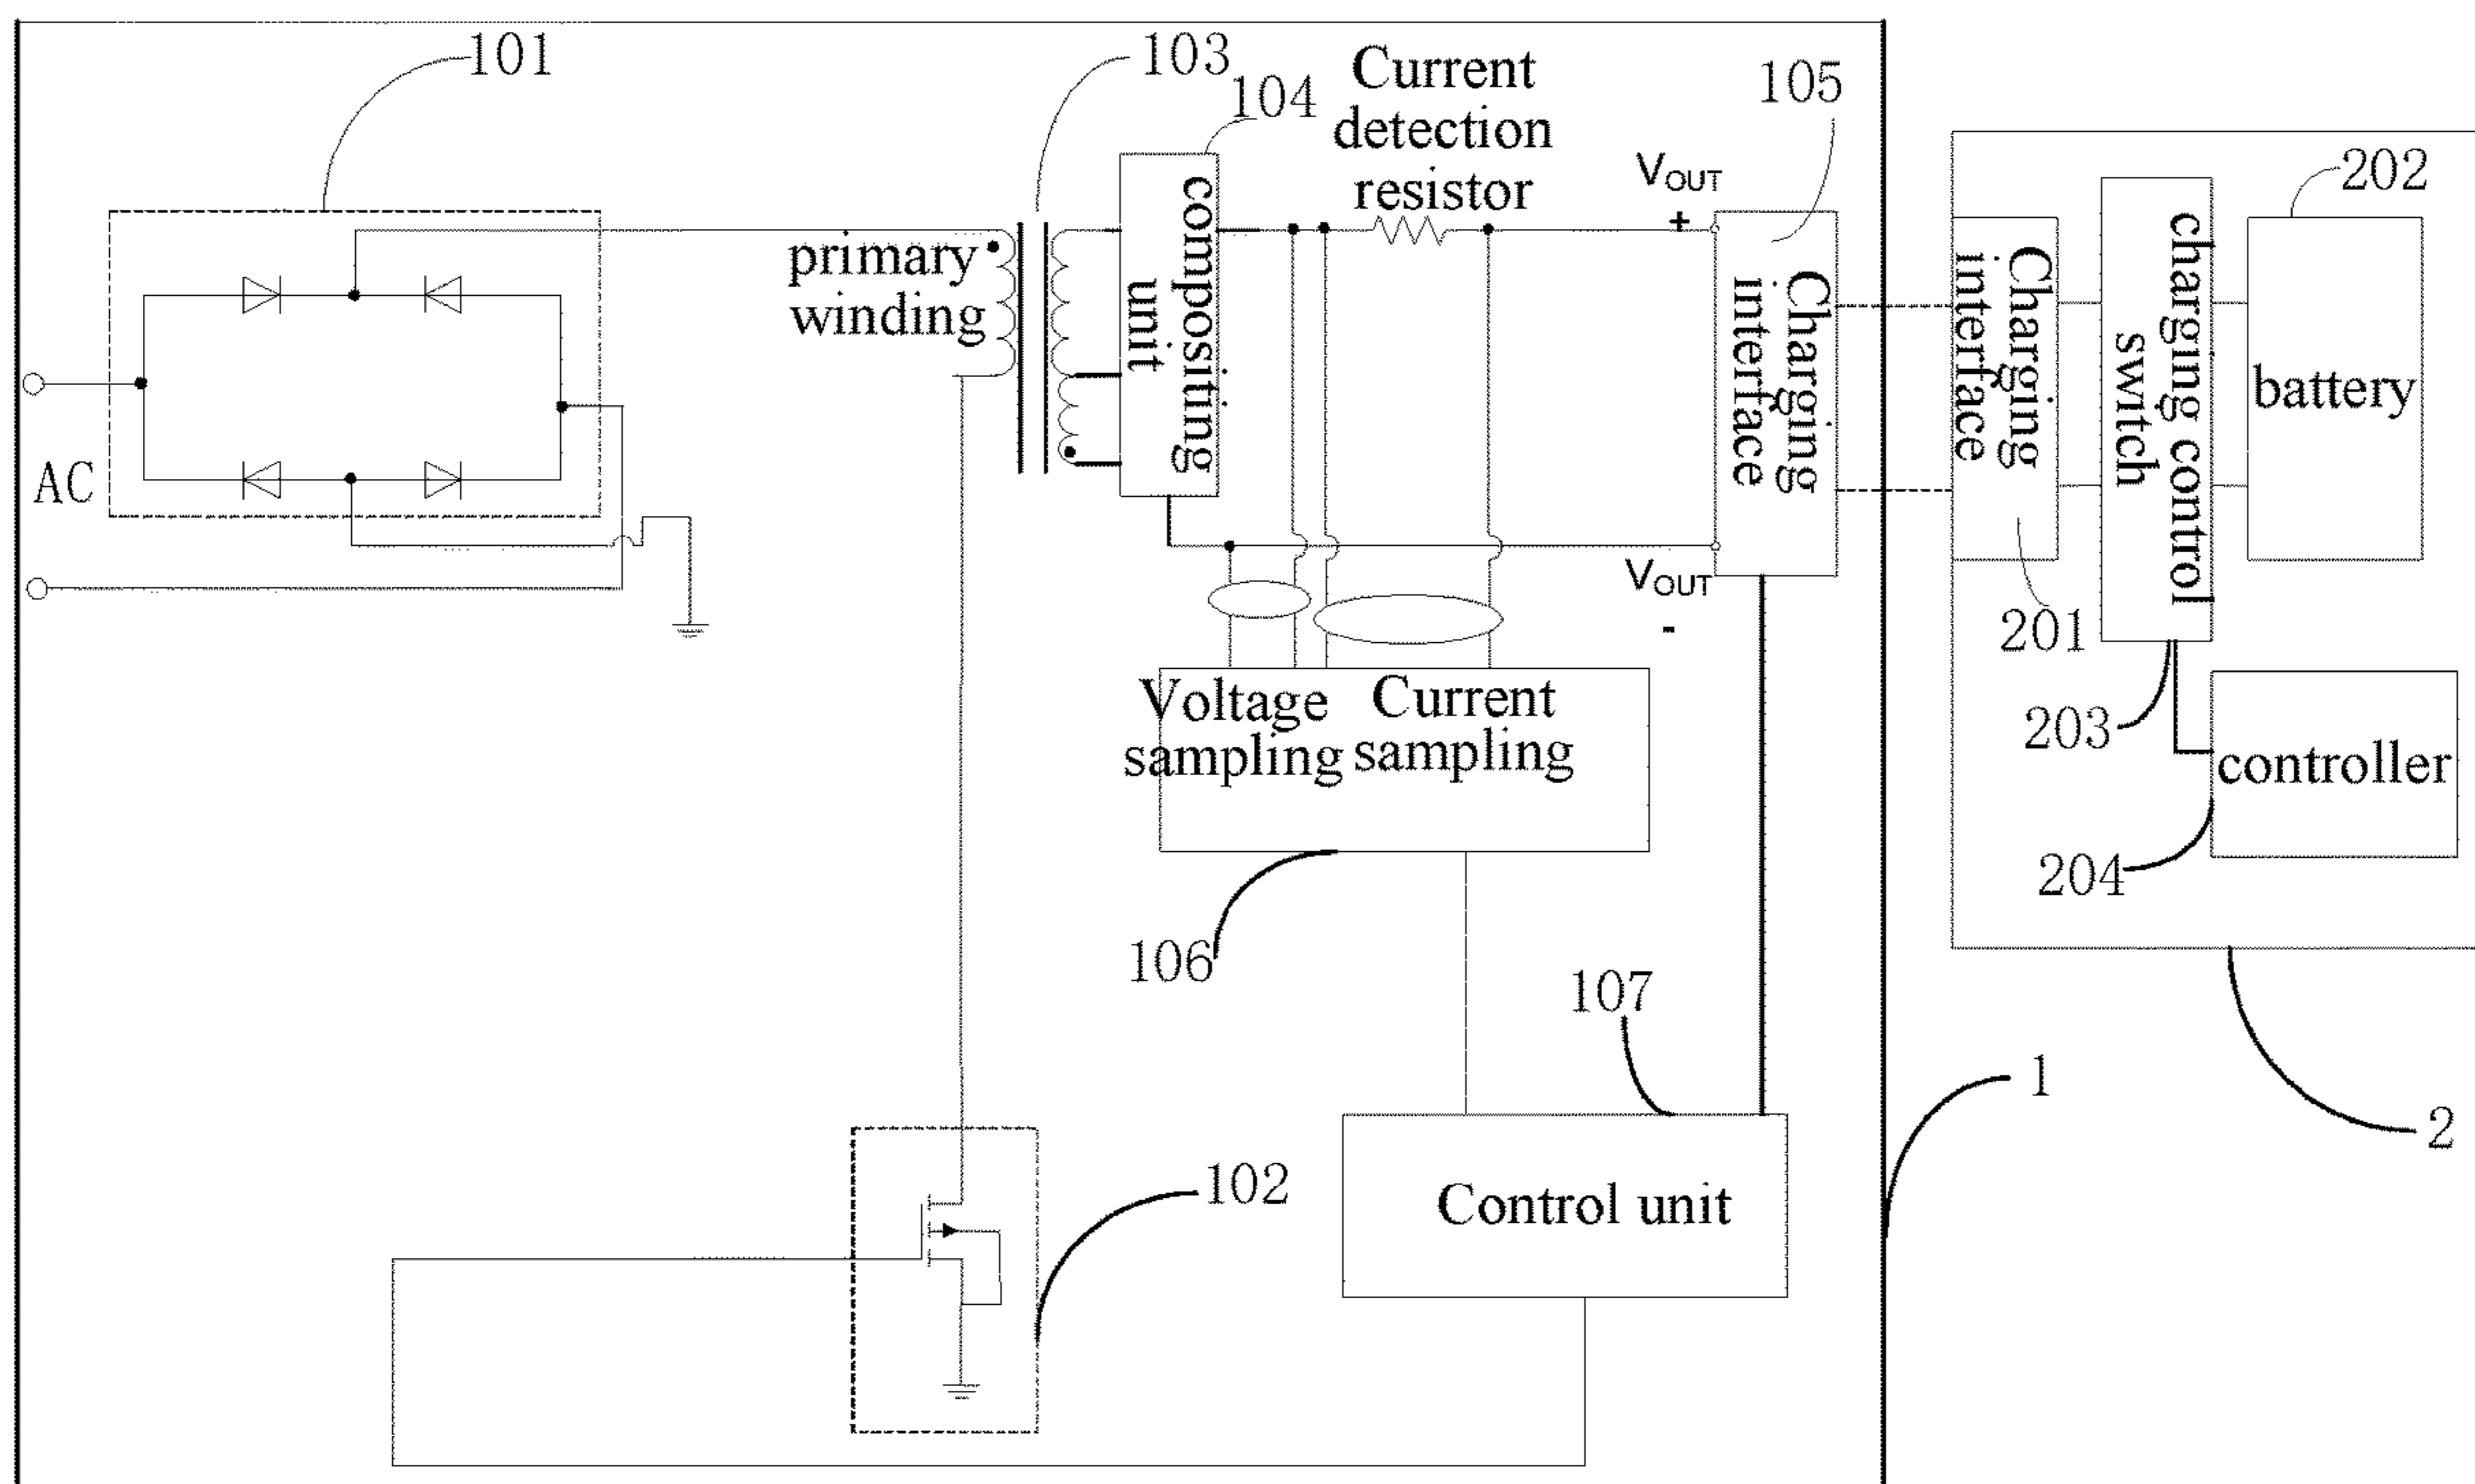 101
103
104
Current
detection
resistor
105
VOUT
+
202
primary
winding
compositing
unit
Charging
interface
Charging
interface
charging control
switch
battery
AC
VOUT
-
201
Voltage
sampling
Current
sampling
203
controller
204
106
107
1
2
102
Control unit